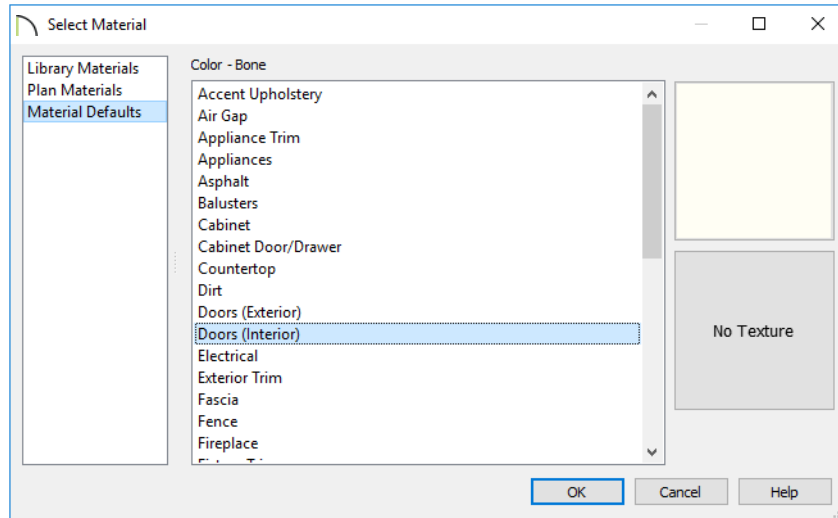 Select Material
Library Materials
Plan Materials
Material Defaults
Color - Bone
Accent Upholstery
Air Gap
Appliance Trim
Appliances
Asphalt
Balusters
Cabinet
Cabinet Door/Drawer
Countertop
Dirt
Doors (Exterior)
Doors (Interior)
Electrical
Exterior Trim
Fascia
Fence
Fireplace
No Texture
OK
Cancel
Help